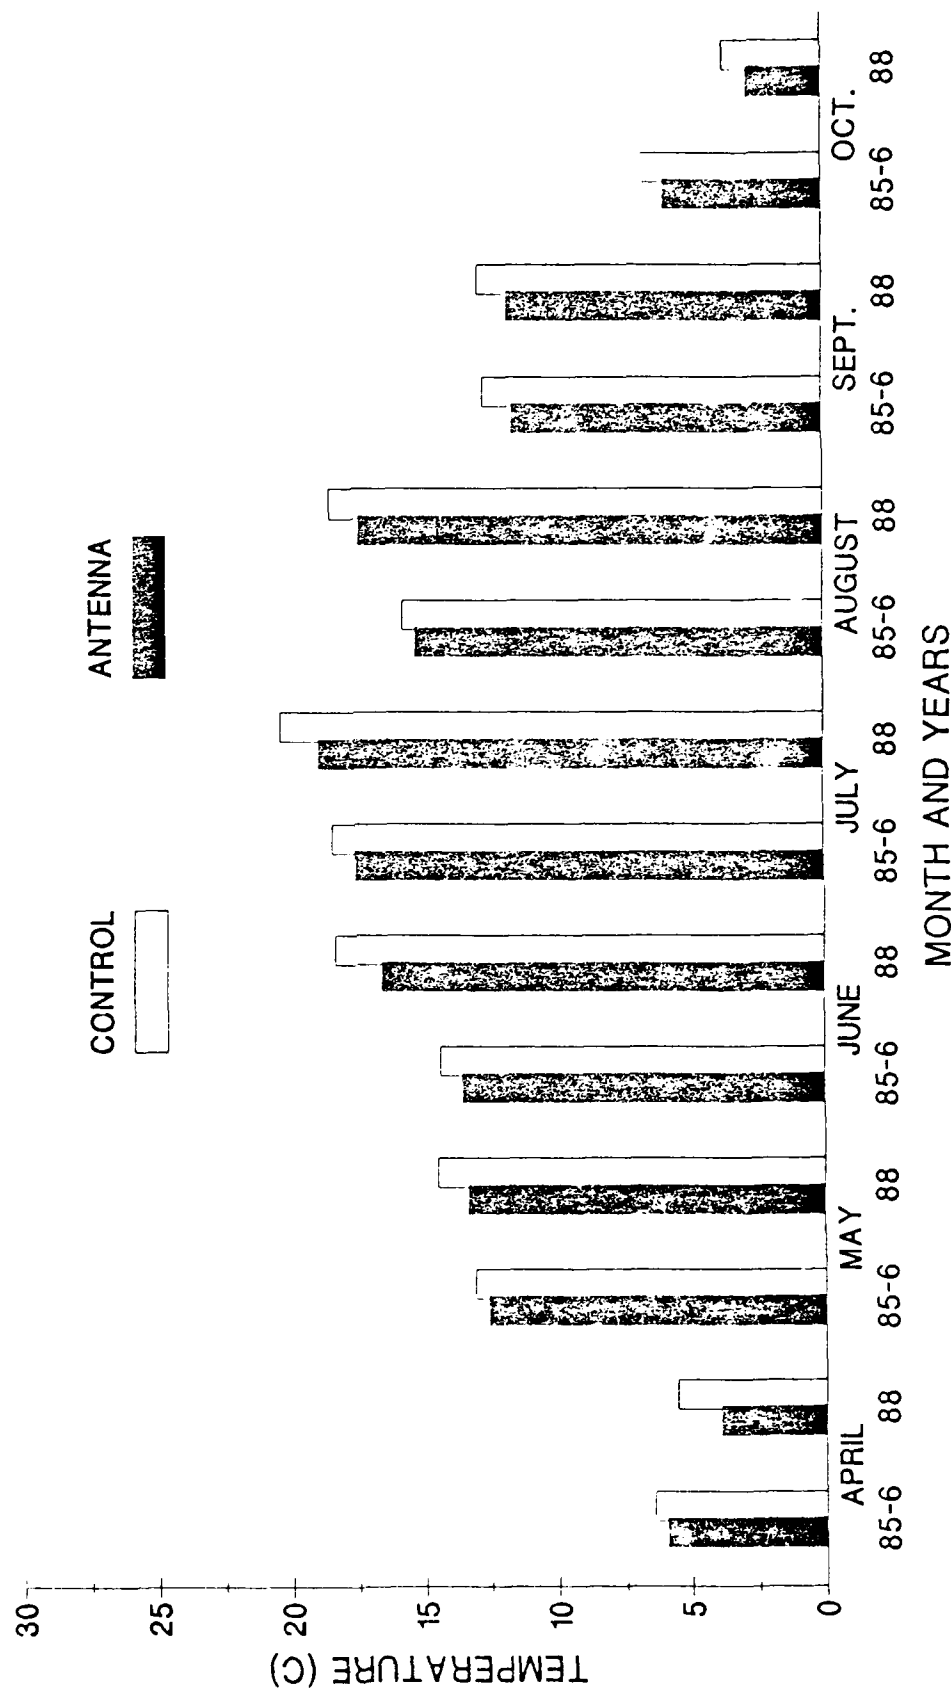 CONTROL
ANTENNA
30
25
20
15
10
5
0
TEMPERATURE (C)
85-6 88 85-6 88 85-6 88 85-6 88 85-6 88 85-6 88 85-6 88
APRIL MAY JUNE JULY AUGUST SEPT. OCT.
MONTH AND YEARS